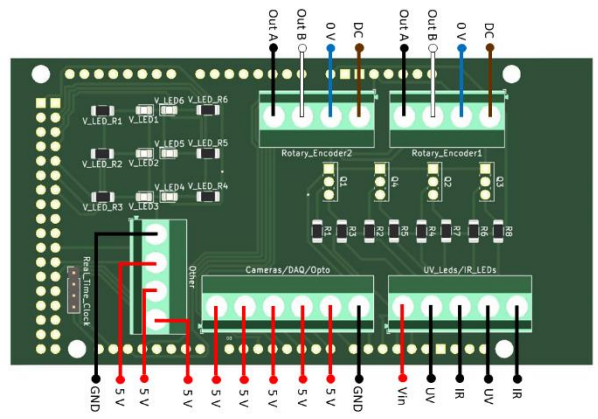 Out A
Out B
0 V
DC
Out A
Out B
0 V
DC
V_LED6
V_LED_R6
V_LED_R1
V_LED1
Rotary_Encoder2
Rotary_Encoder1
V_LED5
V_LED_R5
V_LED_R2
V_LED2
Q1
Q4
Q2
Q3
V_LED4
V_LED_R4
V_LED_R3
V_LED3
R1
R3
R2
R5
R4
R7
R6
R8
Real_Time_Clock
Other
Cameras/DAQ/Opto
UV_Leds/IR_LEDs
GND
5 V
5 V
5 V
5 V
5 V
5 V
5 V
5 V
GND
Vin
UV
IR
UV
IR